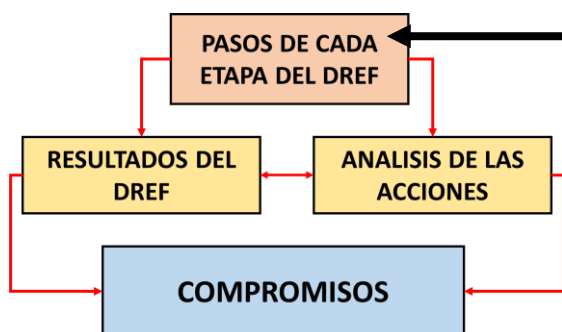 PASOS DE CADA
ETAPA DEL DREF
RESULTADOS DEL
DREF
ANALISIS DE LAS
ACCIONES
COMPROMISOS